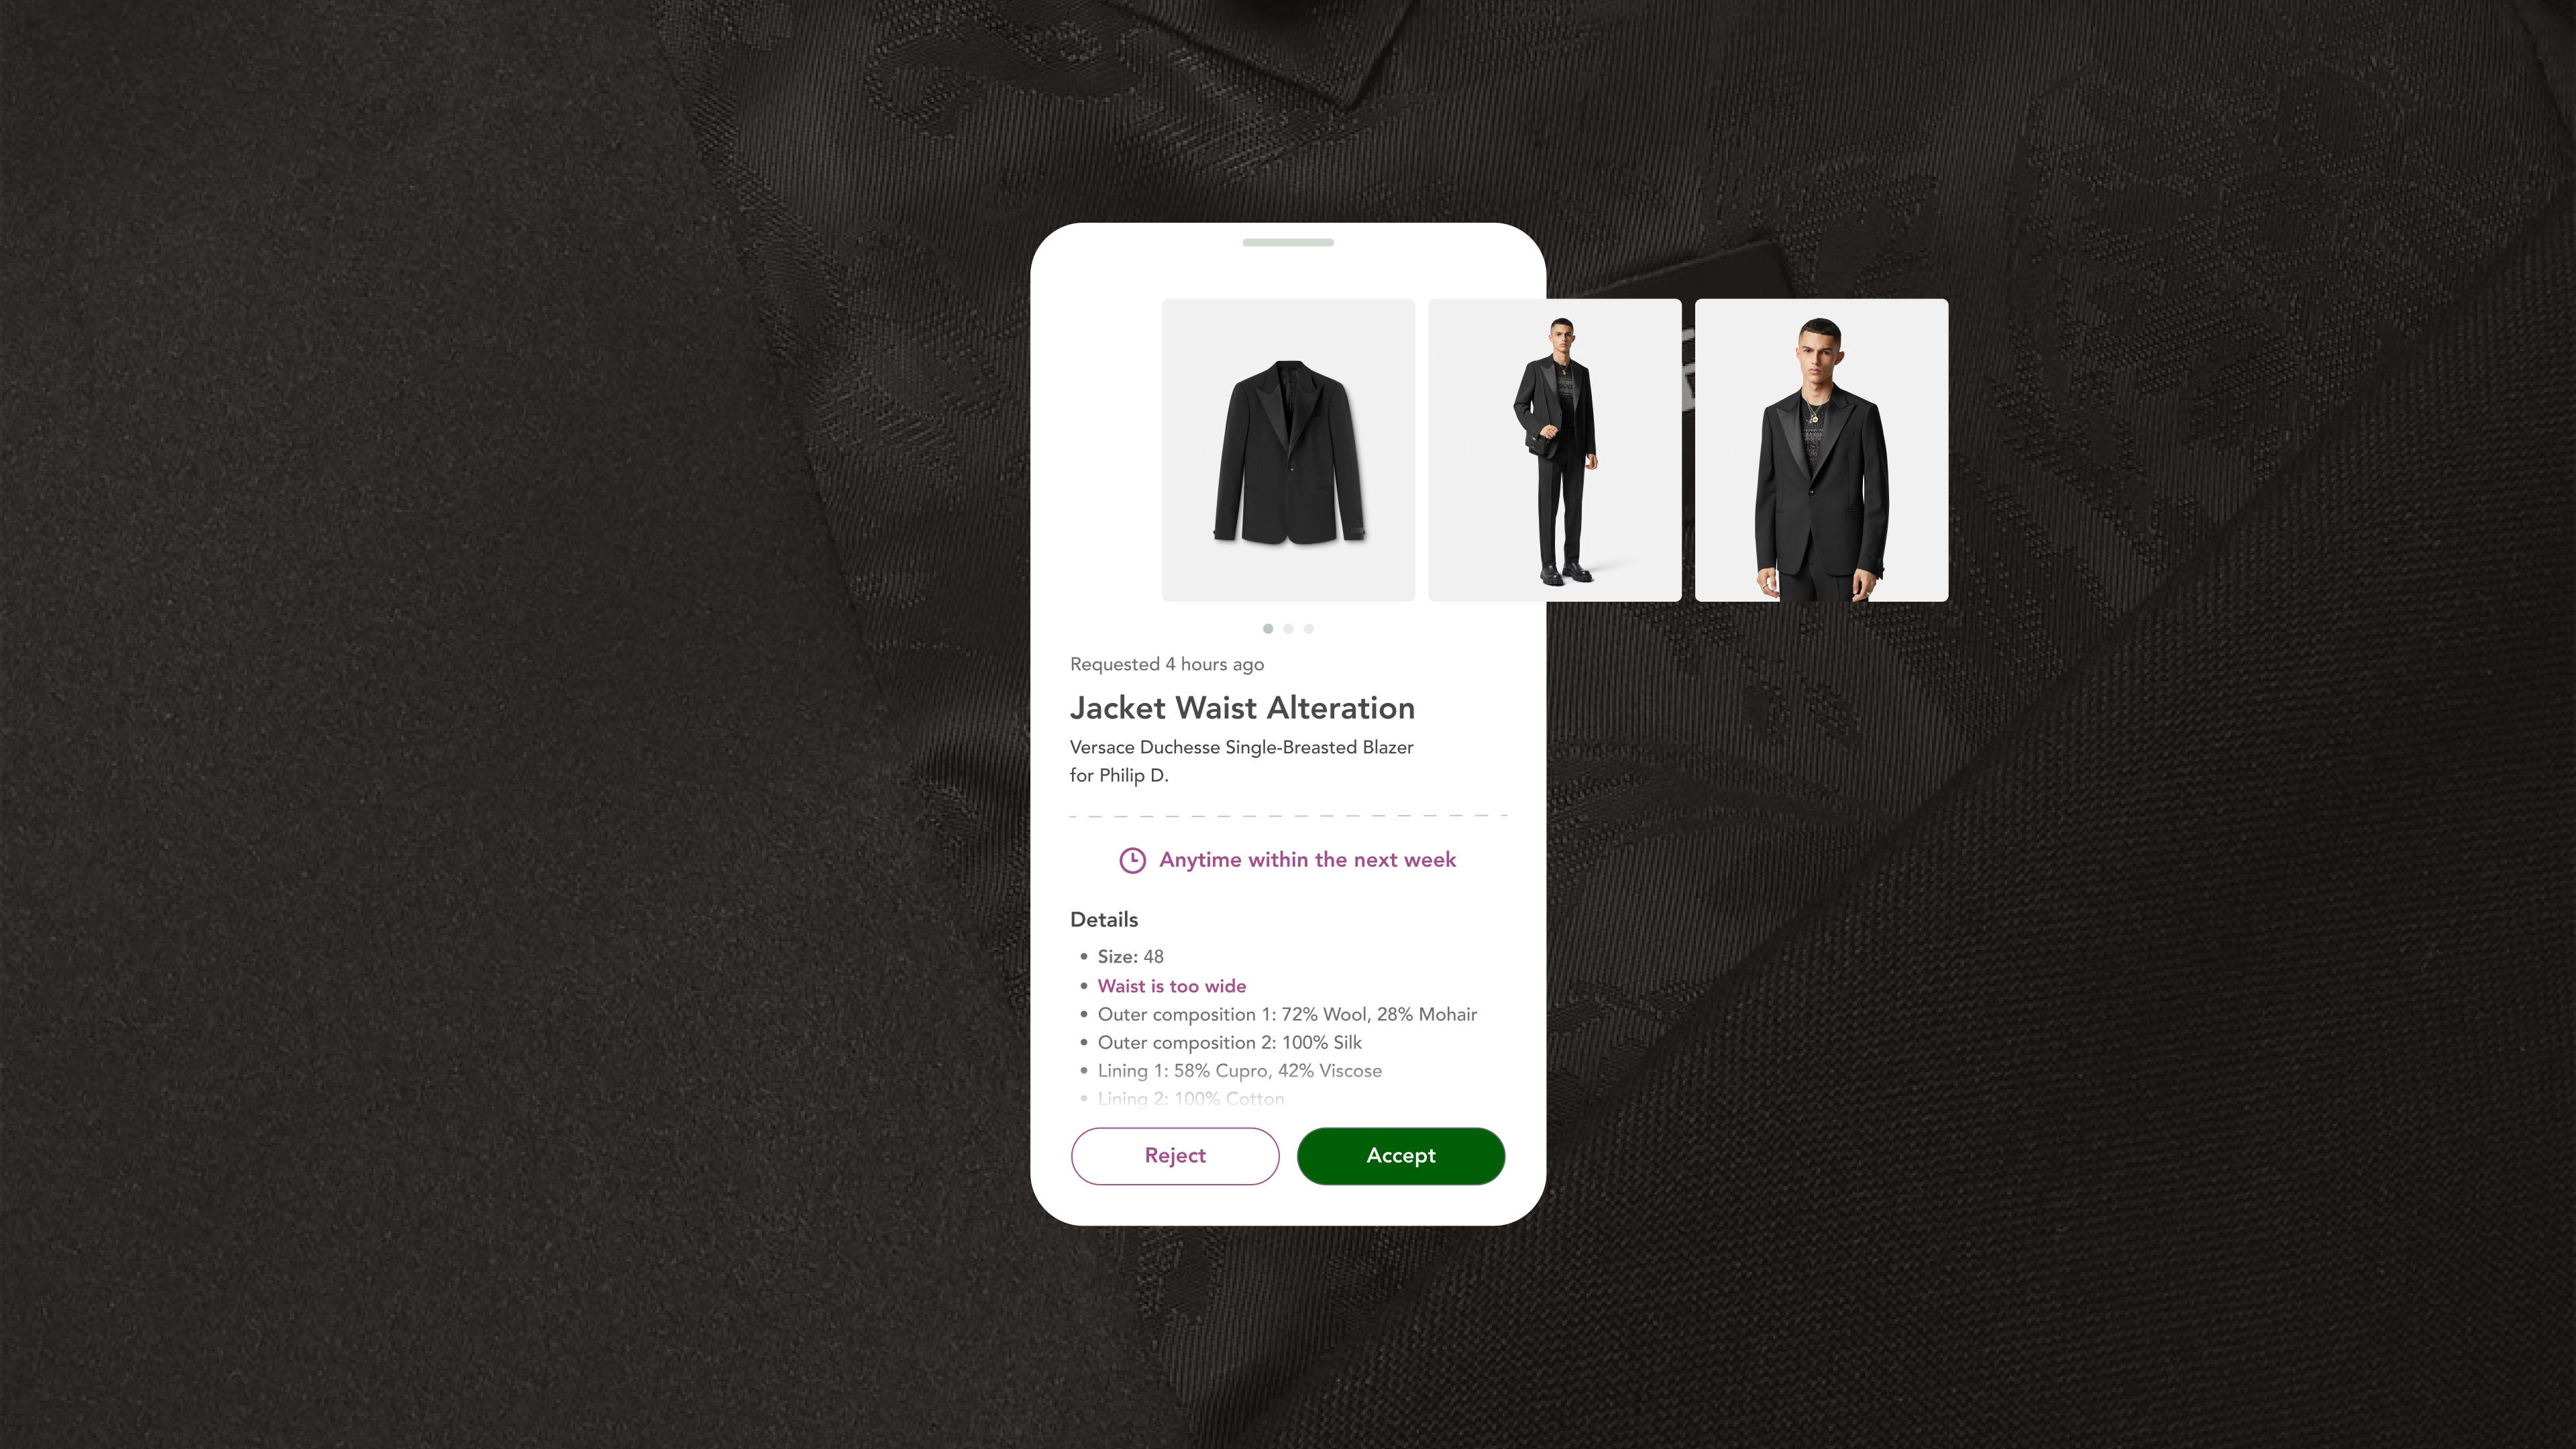 Requested 4 hours ago
Jacket Waist Alteration
Versace Duchesse Single-Breasted Blazer
for Philip D.
Anytime within the next week
Details
• Size: 48
• Waist is too wide
• Outer composition 1: 72% Wool, 28% Mohair
• Outer composition 2: 100% Silk
• Lining 1: 58% Cupro, 42% Viscose
• Lining 2: 100% Cotton
Reject
Accept